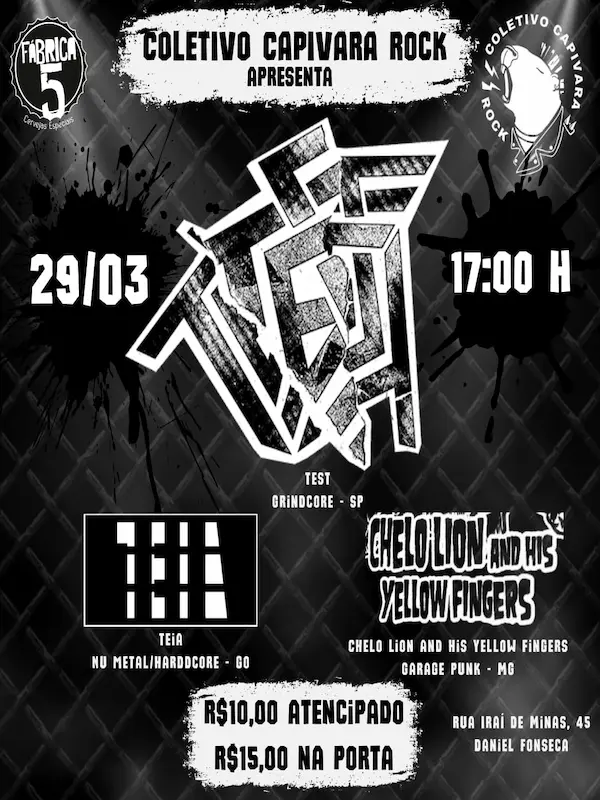 COLETIVO CAPIVARA ROCK
APRESENTA
FÁBRICA
5
Cervejas Especiais
COLETIVO CAPIVARA
ROCK
29/03
17:00 H
TEST
TEST
GRiNDCORE - SP
TEIA
CHELO LION AND HIS
YELLOW FINGERS
TEiA
NU METAL/HARDDCORE - GO
CHELO LiON AND HiS YELLOW FiNGERS
GARAGE PUNK - MG
R$10,00 ATENCiPADO
R$15,00 NA PORTA
RUA IRAÍ DE MiNAS, 45
DANiEL FONSECA